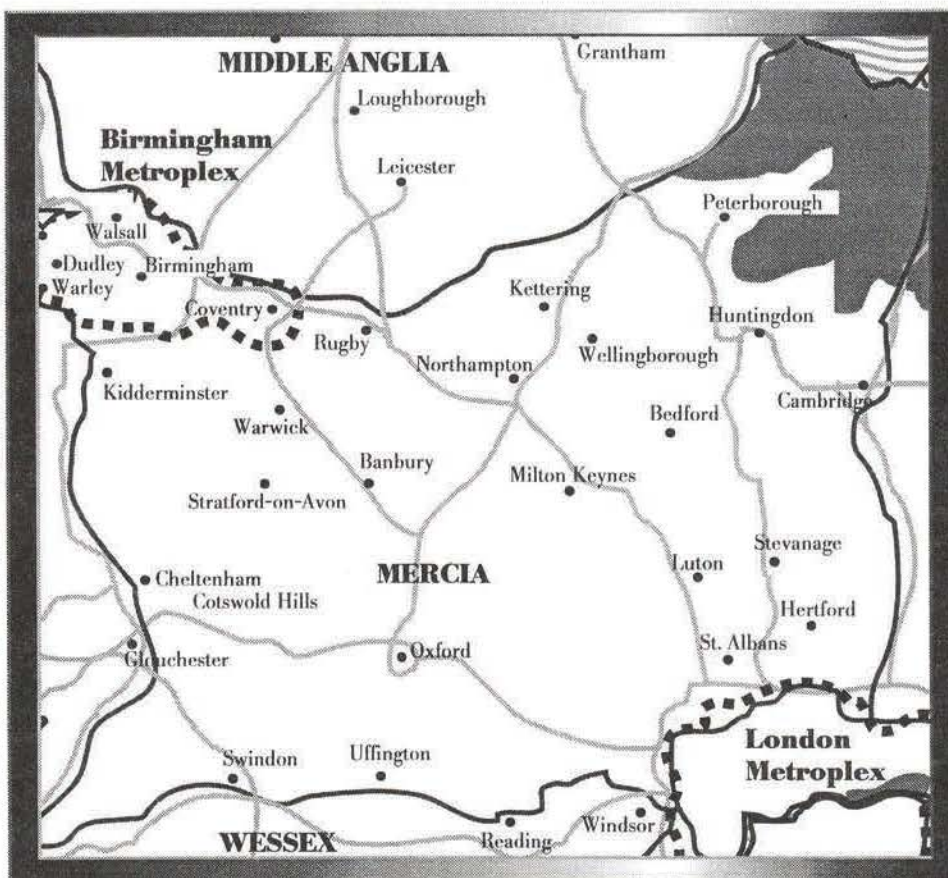 Grantham
MIDDLE ANGLIA
Loughborough
Birmingham
Metroplex
Leicester
Peterborough
Walsall
Dudley
Birmingham
Warley
Kettering
Coventry
Huntingdon
Rugby
Wellingborough
Northampton
Kidderminster
Cambridge
Bedford
Warwick
Banbury
Milton Keynes
Stratford-on-Avon
Stevanage
Luton
MERCIA
Cheltenham
Cotswold Hills
Hertford
St. Albans
Oxford
Glouchester
London
Metroplex
Uffington
Swindon
Windsor
WESSEX
Reading